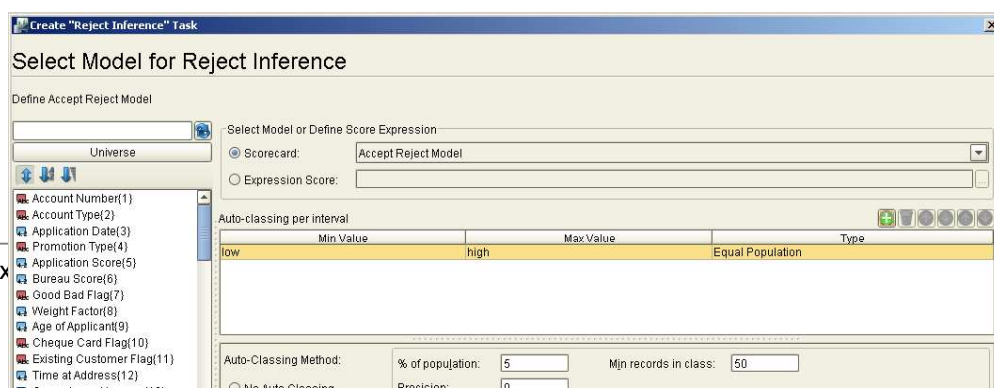 Create "Reject Inference" Task
Select Model for Reject Inference
Define Accept Reject Model
Universe
Account Number{1}
Account Type{2}
Application Date{3}
Promotion Type{4}
Application Score{5}
Bureau Score{6}
Good Bad Flag{7}
Weight Factor{8}
Age of Applicant{9}
Cheque Card Flag{10}
Existing Customer Flag{11}
Time at Address{12}
Select Model or Define Score Expression
Scorecard: Accept Reject Model
Expression Score: ...
Auto-classing per interval
Min Value Max Value Type
low high Equal Population
Auto-Classing Method: % of population: 5 Min records in class: 50
No Auto Classing Precision: 0
x